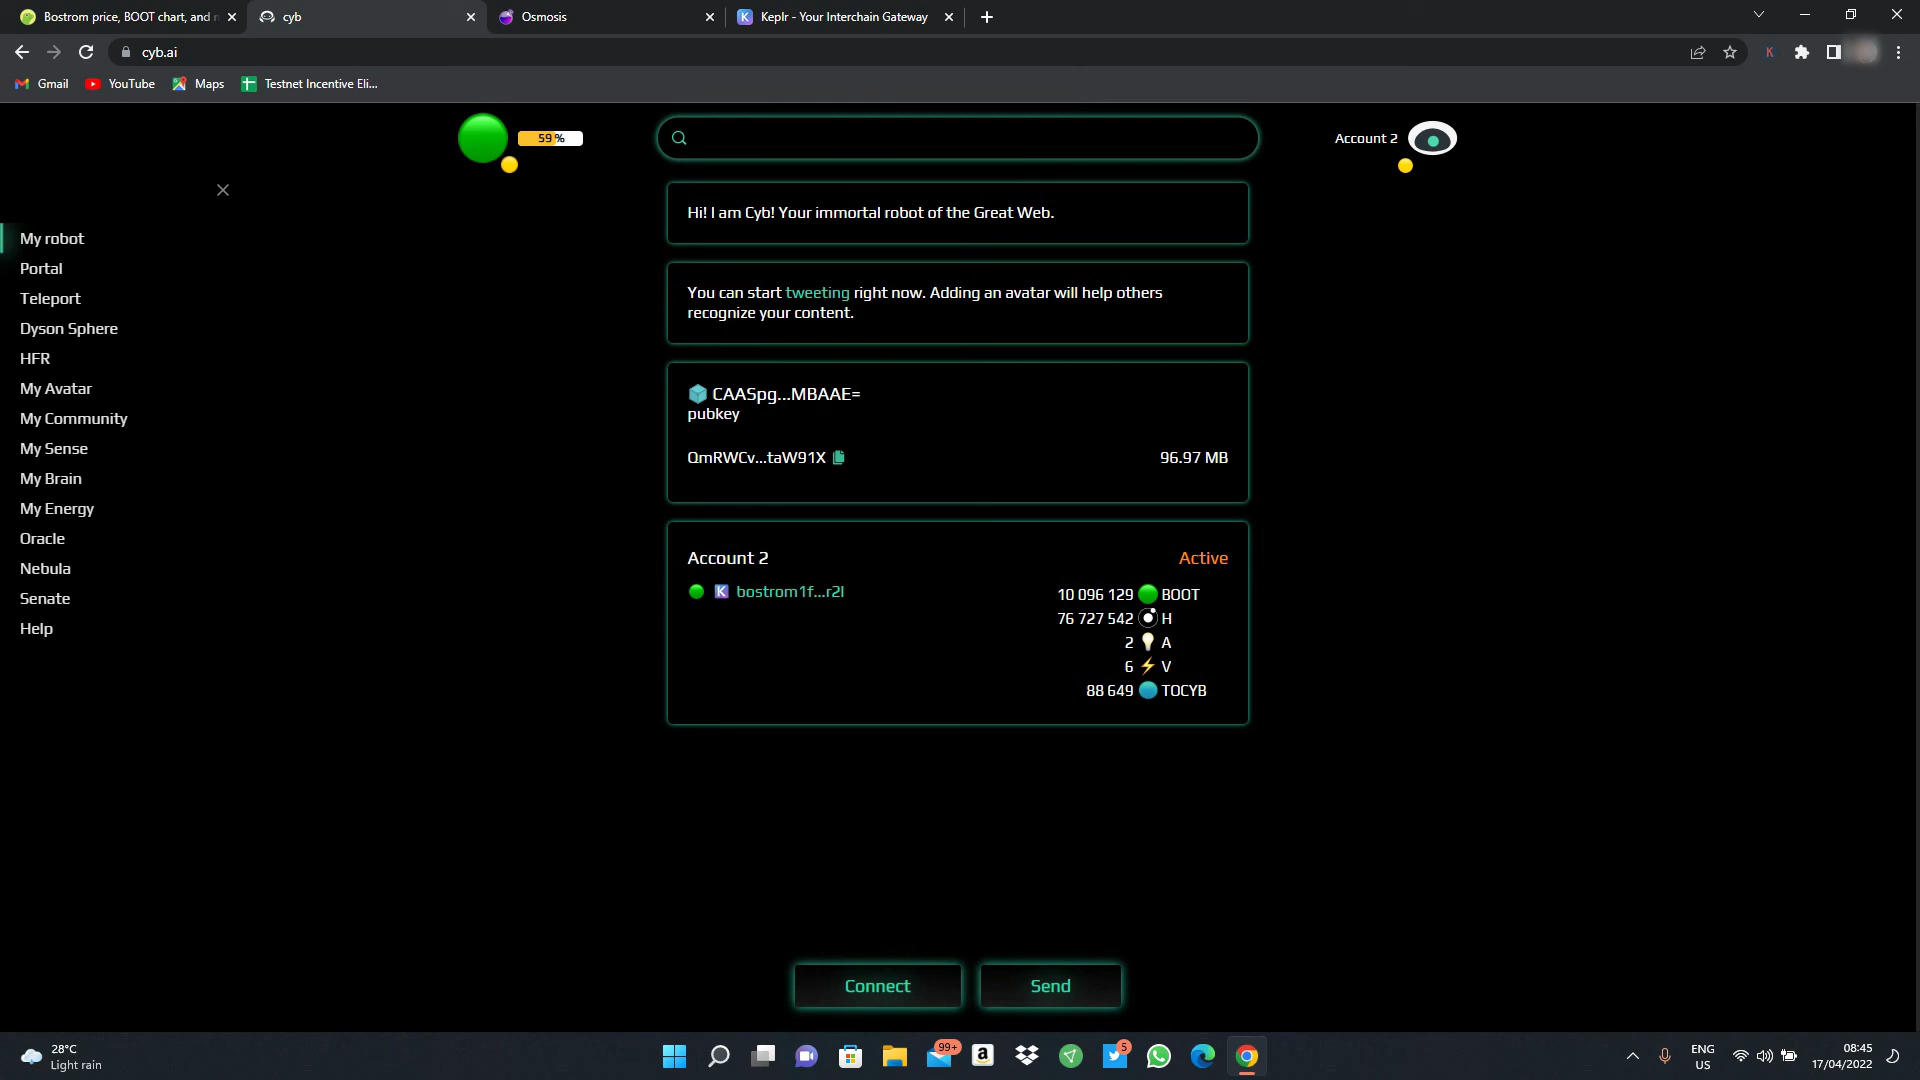 Bostrom price, BOOT chart, and n
cyb
Osmosis
Keplr - Your Interchain Gateway
cyb.ai
K
Gmail
YouTube
Maps
Testnet Incentive Eli...
59 %
Account 2
My robot
Portal
Teleport
Dyson Sphere
HFR
My Avatar
My Community
My Sense
My Brain
My Energy
Oracle
Nebula
Senate
Help
Hi! I am Cyb! Your immortal robot of the Great Web.
You can start tweeting right now. Adding an avatar will help others
recognize your content.
CAASpg...MBAAE=
pubkey
QmRWCv...taW91X
96.97 MB
Account 2
Active
K bostrom1f...r2l
10 096 129 BOOT
76 727 542 H
2 A
6 V
88 649 TOCYB
Connect
Send
28°C
Light rain
99+
a
5
ENG
US
08:45
17/04/2022